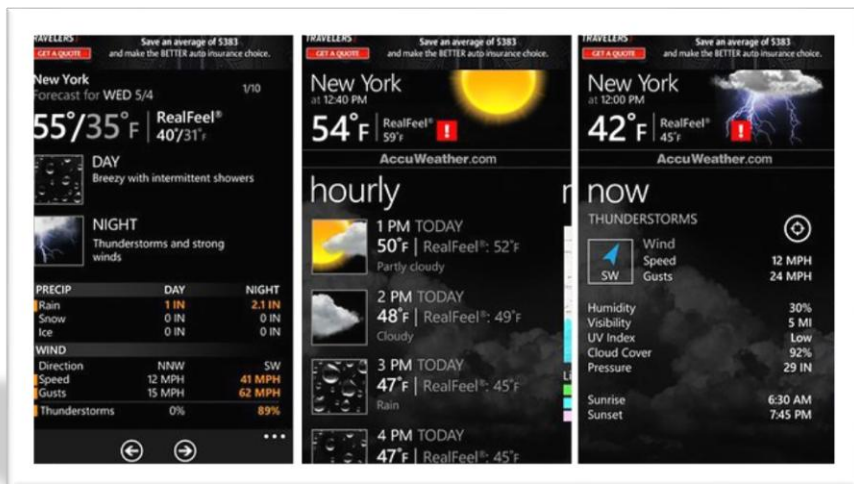 TRAVELERS
Save an average of $383
GET A QUOTE
and make the BETTER auto insurance choice.
New York
Forecast for WED 5/4
1/10
55°/35°F
RealFeel®
40°/31°F
DAY
Breezy with intermittent showers
NIGHT
Thunderstorms and strong
winds
PRECIP DAY NIGHT
Rain 1 IN 2.1 IN
Snow 0 IN 0 IN
Ice 0 IN 0 IN
WIND
Direction NNW SW
Speed 12 MPH 41 MPH
Gusts 15 MPH 62 MPH
Thunderstorms 0% 89%
TRAVELERS
Save an average of $383
GET A QUOTE
and make the BETTER auto insurance choice.
New York
at 12:40 PM
54°F
RealFeel®
59°F
!
AccuWeather.com
hourly
1 PM TODAY
50°F | RealFeel®: 52°F
Partly cloudy
2 PM TODAY
48°F | RealFeel®: 49°F
Cloudy
3 PM TODAY
47°F | RealFeel®: 45°F
Rain
4 PM TODAY
47°F | RealFeel®: 45°F
Li
TRAVELERS
Save an average of $383
GET A QUOTE
and make the BETTER auto insurance choice.
New York
at 12:00 PM
42°F
RealFeel®
45°F
!
AccuWeather.com
now
THUNDERSTORMS
Wind
SW
Speed 12 MPH
Gusts 24 MPH
Humidity 30%
Visibility 5 MI
UV Index Low
Cloud Cover 92%
Pressure 29 IN
Sunrise 6:30 AM
Sunset 7:45 PM